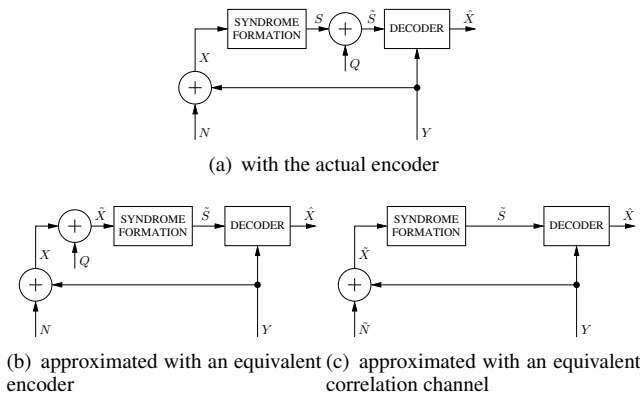 SYNDROME
FORMATION
S
S̃
DECODER
X̂
X
Q
N
Y
(a) with the actual encoder
X̃
SYNDROME
FORMATION
S̃
DECODER
X̂
X
Q
N
Y
SYNDROME
FORMATION
S̃
DECODER
X̂
X̃
Ñ
Y
(b) approximated with an equivalent
encoder
(c) approximated with an equivalent
correlation channel